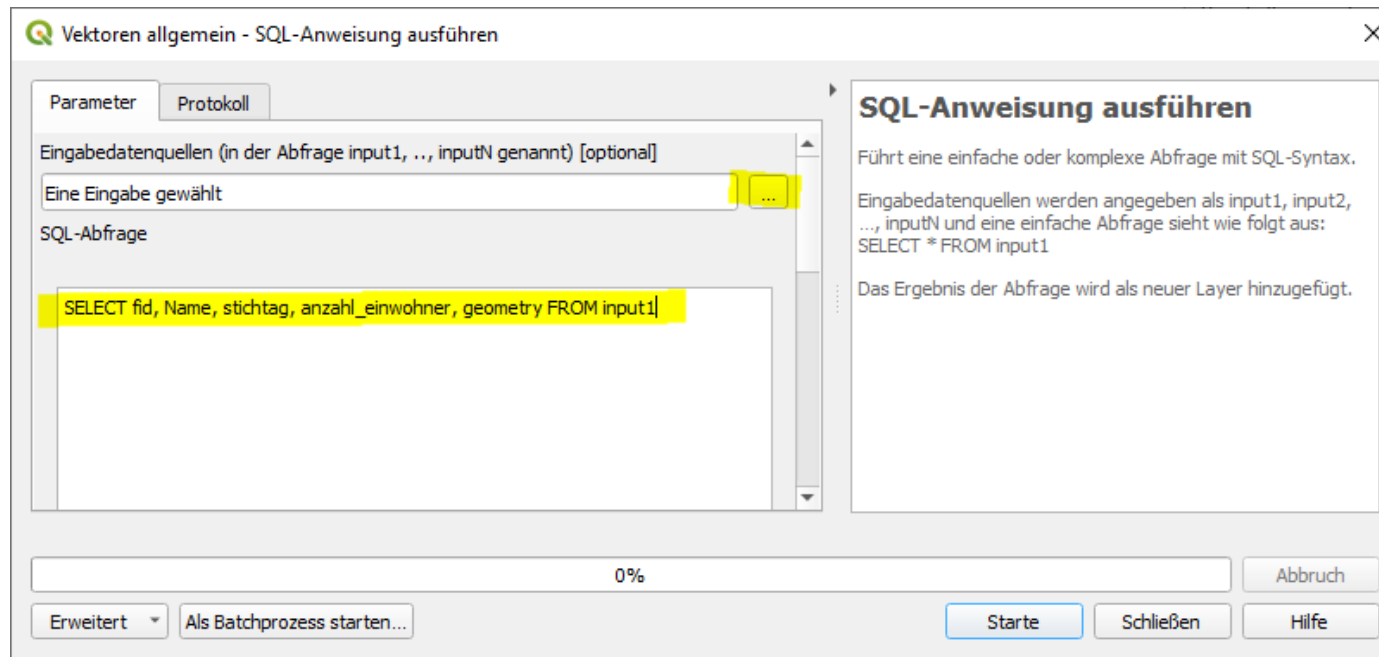 Vektoren allgemein - SQL-Anweisung ausführen
Parameter
Protokoll
Eingabedatenquellen (in der Abfrage input1, .., inputN genannt) [optional]
Eine Eingabe gewählt
...
SQL-Abfrage
SELECT fid, Name, stichtag, anzahl_einwohner, geometry FROM input1
SQL-Anweisung ausführen
Führt eine einfache oder komplexe Abfrage mit SQL-Syntax.
Eingabedatenquellen werden angegeben als input1, input2,
..., inputN und eine einfache Abfrage sieht wie folgt aus:
SELECT * FROM input1
Das Ergebnis der Abfrage wird als neuer Layer hinzugefügt.
0%
Abbruch
Erweitert
Als Batchprozess starten...
Starte
Schließen
Hilfe